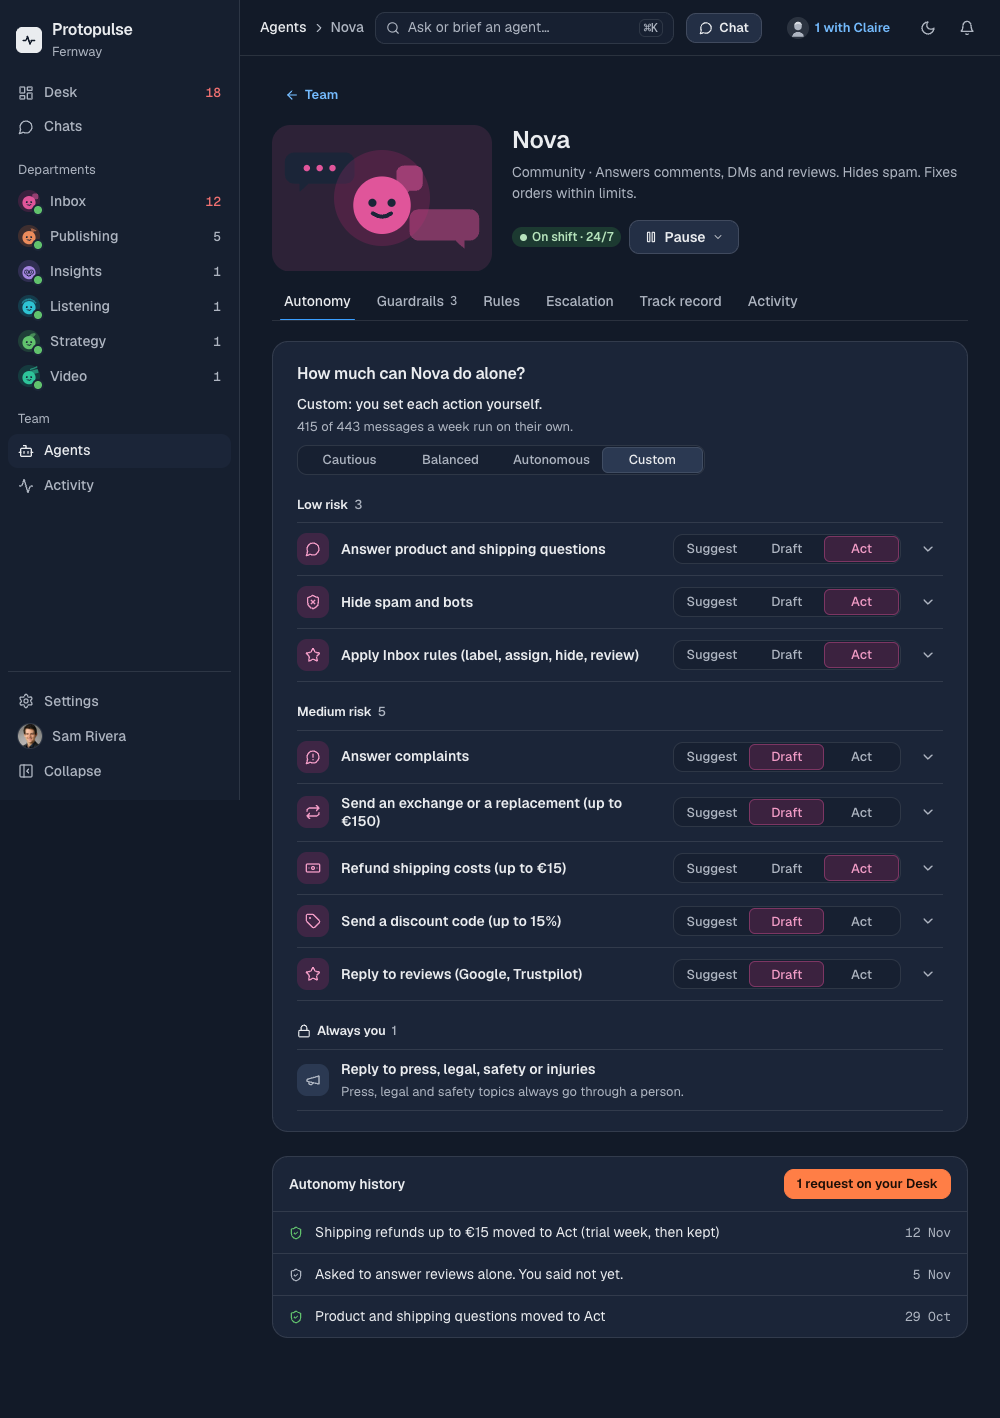 Protopulse
Fernway
Desk 18
Chats
Departments
Inbox 12
Publishing 5
Insights 1
Listening 1
Strategy 1
Video 1
Team
Agents
Activity
Settings
Sam Rivera
Collapse
Agents > Nova
Ask or brief an agent… ⌘K
Chat
1 with Claire
← Team
Nova
Community · Answers comments, DMs and reviews. Hides spam. Fixes
orders within limits.
On shift · 24/7
Pause
Autonomy Guardrails 3 Rules Escalation Track record Activity
How much can Nova do alone?
Custom: you set each action yourself.
415 of 443 messages a week run on their own.
Cautious Balanced Autonomous Custom
Low risk 3
Answer product and shipping questions Suggest Draft Act
Hide spam and bots Suggest Draft Act
Apply Inbox rules (label, assign, hide, review) Suggest Draft Act
Medium risk 5
Answer complaints Suggest Draft Act
Send an exchange or a replacement (up to
€150) Suggest Draft Act
Refund shipping costs (up to €15) Suggest Draft Act
Send a discount code (up to 15%) Suggest Draft Act
Reply to reviews (Google, Trustpilot) Suggest Draft Act
Always you 1
Reply to press, legal, safety or injuries
Press, legal and safety topics always go through a person.
Autonomy history 1 request on your Desk
Shipping refunds up to €15 moved to Act (trial week, then kept) 12 Nov
Asked to answer reviews alone. You said not yet. 5 Nov
Product and shipping questions moved to Act 29 Oct